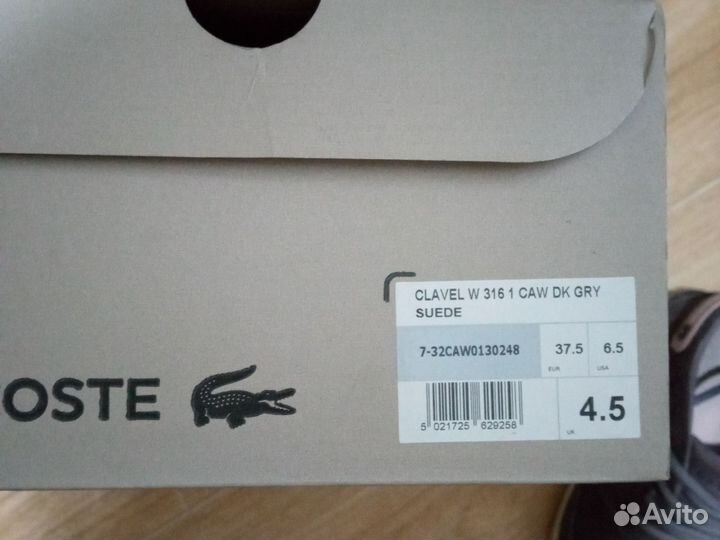 CLAVEL W 316 1 CAW DK GRY
SUEDE
7-32CAW0130248
37.5
EUR
6.5
USA
5 021725 629258
UK
4.5
OSTE
Avito